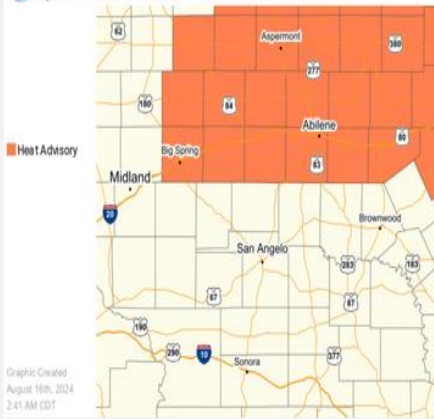 62
Aspermont
380
277
180
84
Abilene
80
Heat Advisory
Big Spring
83
Midland
20
Brownwood
San Angelo
283
183
67
87
190
290
10
377
Sonora
Graphic Created
August 16th, 2024
2:41 AM CDT